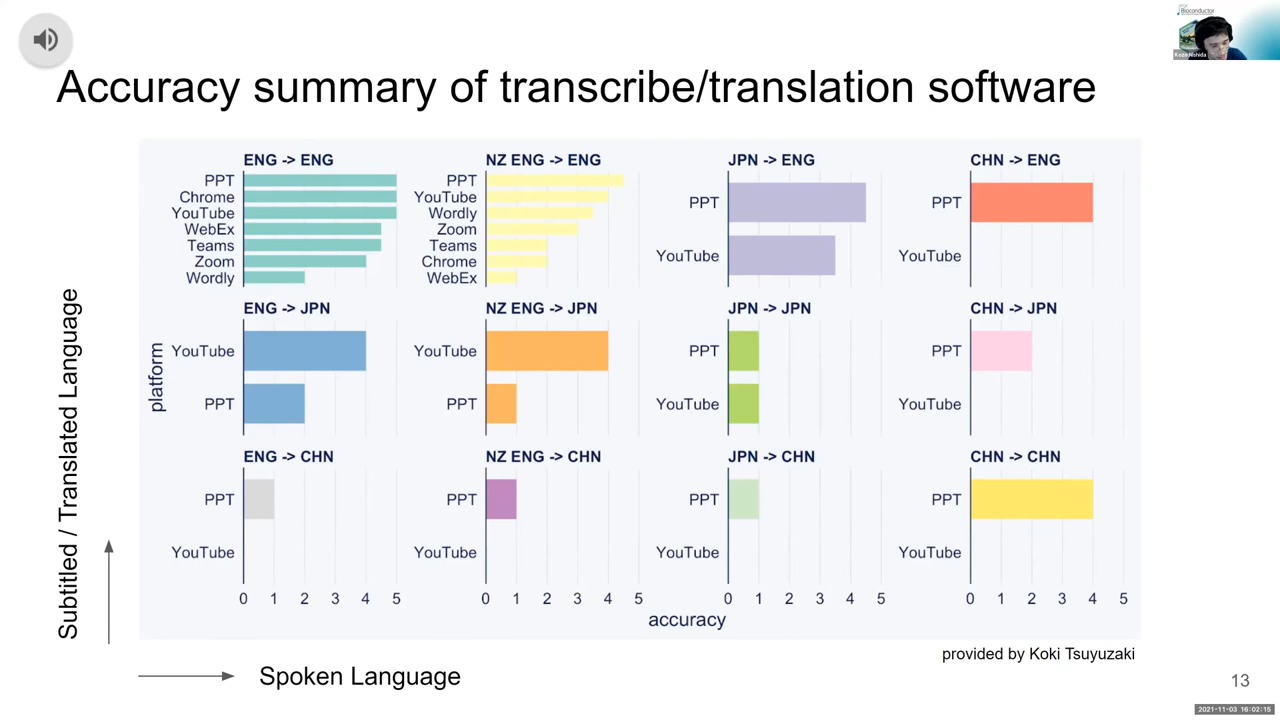 Bioconductor
Kozo Nishida
Accuracy summary of transcribe/translation software
ENG -> ENG
PPT
Chrome
YouTube
WebEx
Teams
Zoom
Wordly
NZ ENG -> ENG
PPT
YouTube
Wordly
Zoom
Teams
Chrome
WebEx
JPN -> ENG
PPT
YouTube
CHN -> ENG
PPT
YouTube
ENG -> JPN
YouTube
PPT
NZ ENG -> JPN
YouTube
PPT
JPN -> JPN
PPT
YouTube
CHN -> JPN
PPT
YouTube
ENG -> CHN
PPT
YouTube
0 1 2 3 4 5
NZ ENG -> CHN
PPT
YouTube
0 1 2 3 4 5
JPN -> CHN
PPT
YouTube
0 1 2 3 4 5
CHN -> CHN
PPT
YouTube
0 1 2 3 4 5
platform
accuracy
Subtitled / Translated Language
Spoken Language
provided by Koki Tsuyuzaki
13
2021-11-03 16:02:15